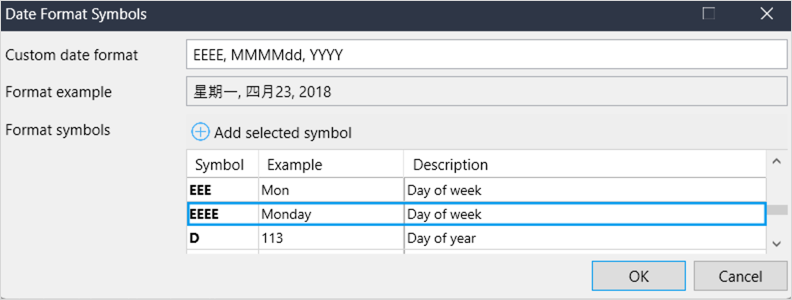 Date Format Symbols
Custom date format EEEE, MMMMdd, YYYY
Format example 星期一, 四月23, 2018
Format symbols Add selected symbol
Symbol Example Description
EEE Mon Day of week
EEEE Monday Day of week
D 113 Day of year
OK Cancel